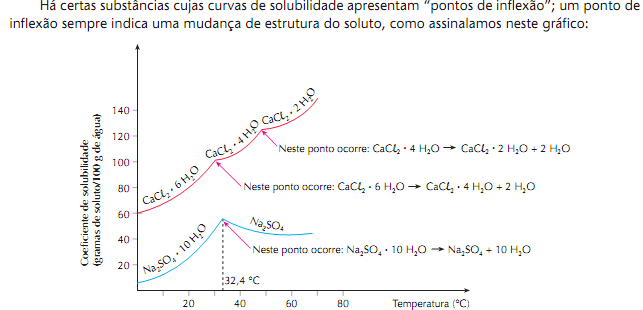 Há certas substâncias cujas curvas de solubilidade apresentam “pontos de inflexão”; um ponto de
inflexão sempre indica uma mudança de estrutura do soluto, como assinalamos neste gráfico:
Coeficiente de solubilidade
(gramas de soluto/100 g de água)
140
120
100
80
60
40
20
CaCl₂ · 6 H₂O
CaCl₂ · 4 H₂O
CaCl₂ · 2 H₂O
Neste ponto ocorre: CaCl₂ · 4 H₂O → CaCl₂ · 2 H₂O + 2 H₂O
Neste ponto ocorre: CaCl₂ · 6 H₂O → CaCl₂ · 4 H₂O + 2 H₂O
Na₂SO₄ · 10 H₂O
Na₂SO₄
Neste ponto ocorre: Na₂SO₄ · 10 H₂O → Na₂SO₄ + 10 H₂O
32,4 °C
20 40 60 80 Temperatura (°C)